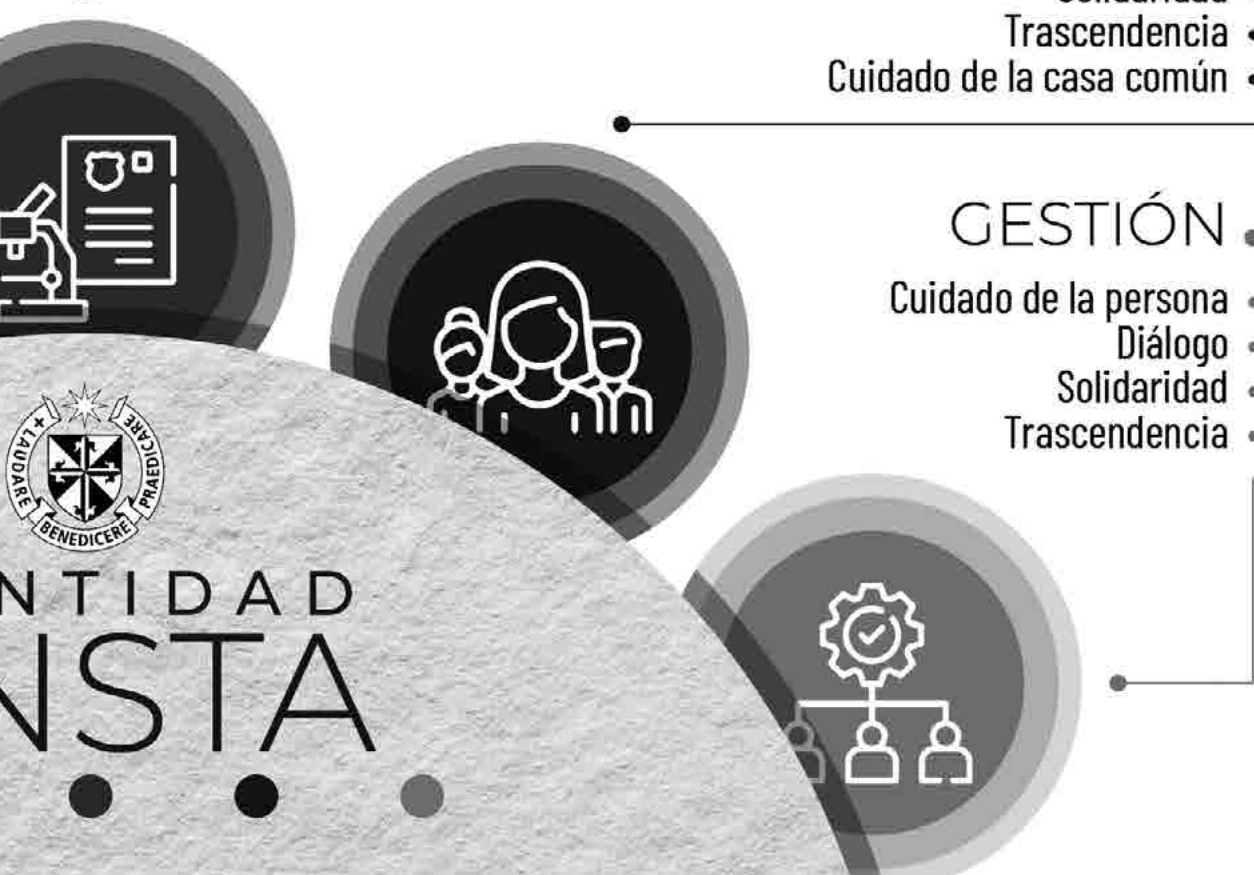 Solidaridad
Trascendencia
Cuidado de la casa común
GESTIÓN
Cuidado de la persona
Diálogo
Solidaridad
Trascendencia
+ LAUDARE
BENEDICERE
PRAEDICARE
NTIDAD
NSTA